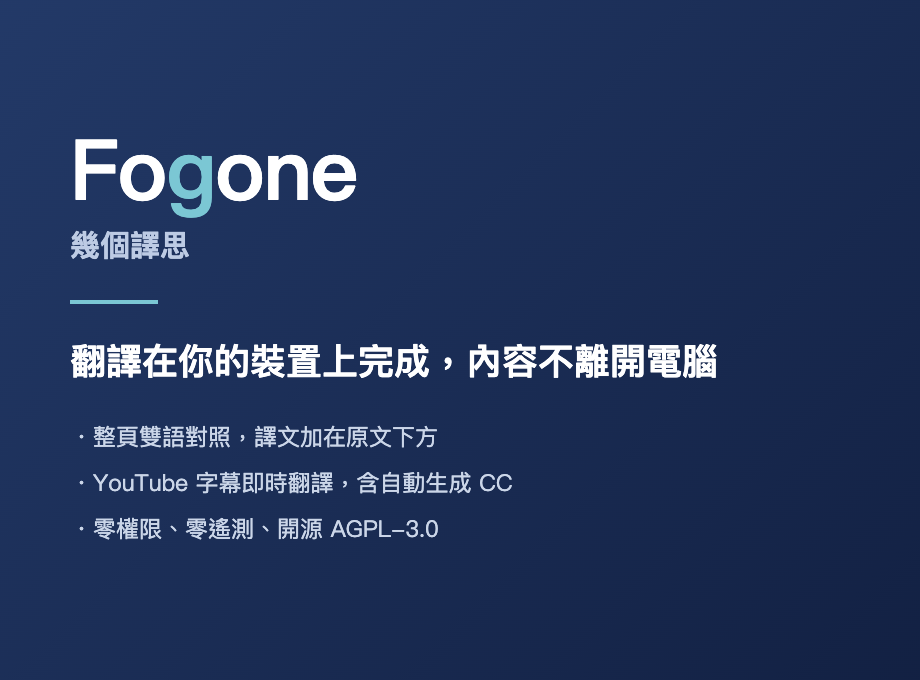 Fogone
幾個譯思
翻譯在你的裝置上完成，內容不離開電腦
・整頁雙語對照，譯文加在原文下方
・YouTube 字幕即時翻譯，含自動生成 CC
・零權限、零遙測、開源 AGPL–3.0